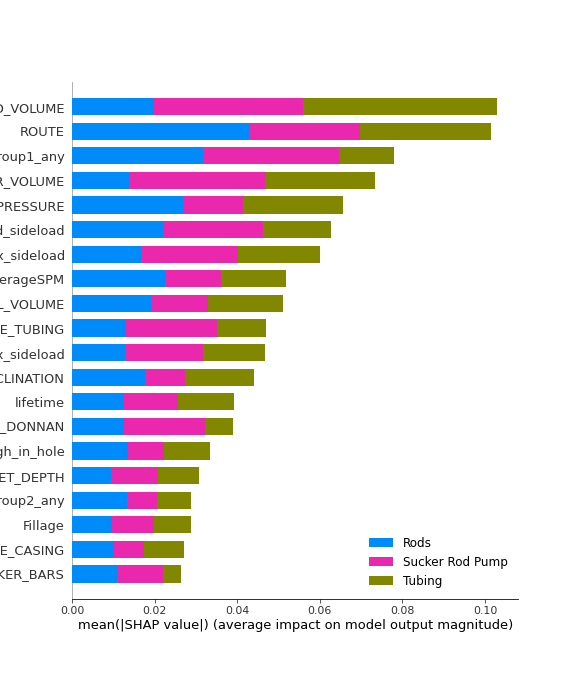 D_VOLUME
ROUTE
roup1_any
R_VOLUME
PRESSURE
d_sideload
x_sideload
erageSPM
L_VOLUME
E_TUBING
x_sideload
CLINATION
lifetime
_DONNAN
gh_in_hole
ET_DEPTH
roup2_any
Fillage
E_CASING
KER_BARS
Rods
Sucker Rod Pump
Tubing
0.00 0.02 0.04 0.06 0.08 0.10
mean(|SHAP value|) (average impact on model output magnitude)